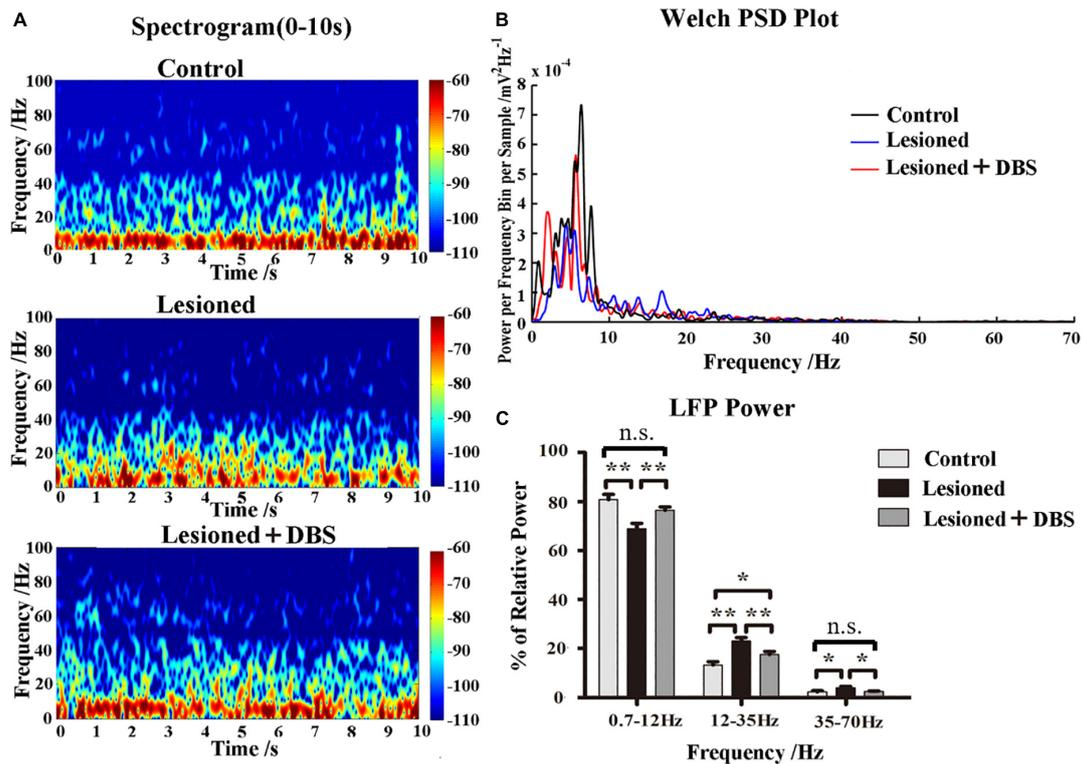 A
Spectrogram(0-10s)
Control
Frequency /Hz
100
80
60
40
20
0
0 1 2 3 4 5 6 7 8 9 10
Time /s
-60
-70
-80
-90
-100
-110
Lesioned
Frequency /Hz
100
80
60
40
20
0
0 1 2 3 4 5 6 7 8 9 10
Time /s
-60
-70
-80
-90
-100
-110
Lesioned+DBS
Frequency /Hz
100
80
60
40
20
0
0 1 2 3 4 5 6 7 8 9 10
Time /s
-60
-70
-80
-90
-100
-110
B
Welch PSD Plot
Power per Frequency Bin per Sample /mV²Hz⁻¹
x 10⁻⁴
8
7
6
5
4
3
2
1
0
0 10 20 30 40 50 60 70
Frequency /Hz
Control
Lesioned
Lesioned+DBS
C
LFP Power
% of Relative Power
100
80
60
40
20
0
n.s.
** **
*
** **
n.s.
* *
0.7-12Hz 12-35Hz 35-70Hz
Frequency /Hz
Control
Lesioned
Lesioned+DBS